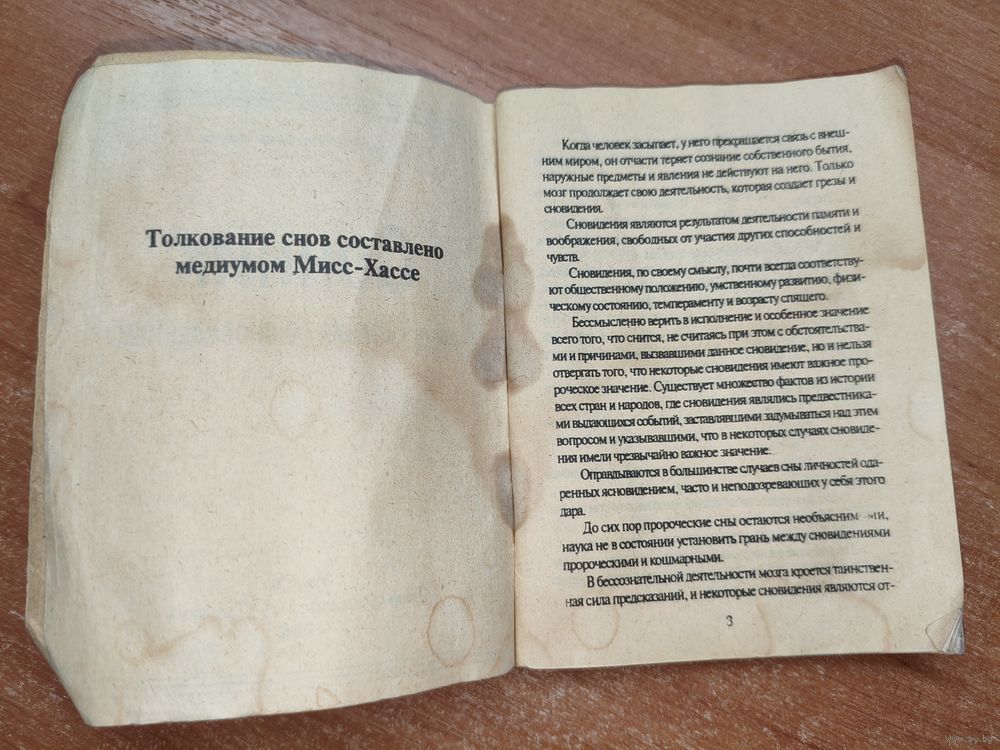 Толкование снов составлено
медиумом Мисс-Хассе
Когда человек засыпает, у него прекращается связь с внеш-
ним миром, он отчасти теряет сознание собственного бытия,
наружные предметы и явления не действуют на него. Только
мозг продолжает свою деятельность, которая создает грезы и
сновидения.
Сновидения являются результатом деятельности памяти и
воображения, свободных от участия других способностей и
чувств.
Сновидения, по своему смыслу, почти всегда соответству-
ют общественному положению, умственному развитию, физи-
ческому состоянию, темпераменту и возрасту спящего.
Бессмысленно верить в исполнение и особенное значение
всего того, что снится, не считаясь при этом с обстоятельства-
ми и причинами, вызвавшими данное сновидение, но и нельзя
отвергать того, что некоторые сновидения имеют важное про-
роческое значение. Существует множество фактов из истории
всех стран и народов, где сновидения являлись предвестника-
ми выдающихся событий, заставлявшими задумываться над этим
вопросом и указывавшими, что в некоторых случаях сновиде-
ния имели чрезвычайно важное значение.
Оправдываются в большинстве случаев сны личностей ода-
ренных ясновидением, часто и неподозревающих у себя этого
дара.
До сих пор пророческие сны остаются
наука не в состоянии установить грань между сновидениями
пророческими и кошмарными.
В бессознательной деятельности мозга кроется таинствен-
ная сила предсказаний, и некоторые сновидения являются от-
3
www.ay.by